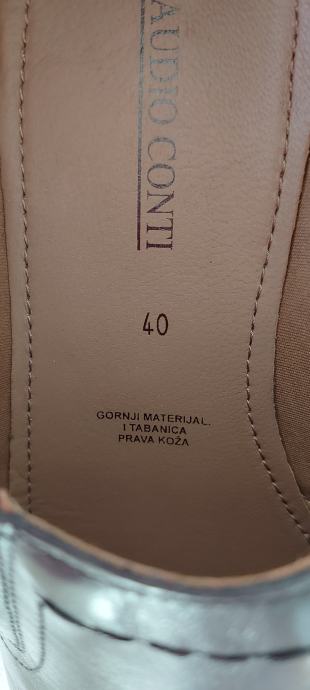 AUDIO CONTI
40
GORNJI MATERIJAL.
I TABANICA
PRAVA KOŽA